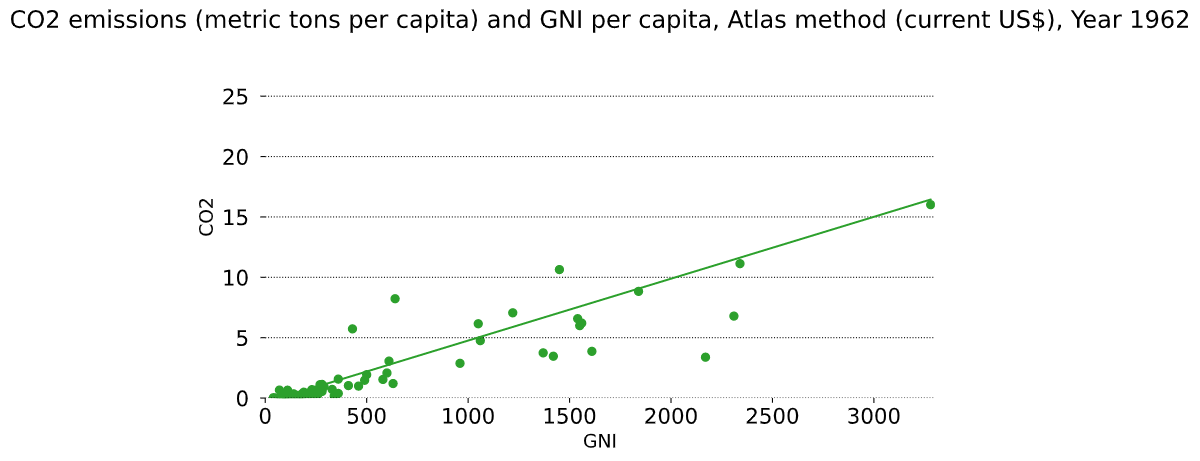 CO2 emissions (metric tons per capita) and GNI per capita, Atlas method (current US$), Year 1962
25
20
15
10
5
0
CO2
0 500 1000 1500 2000 2500 3000
GNI